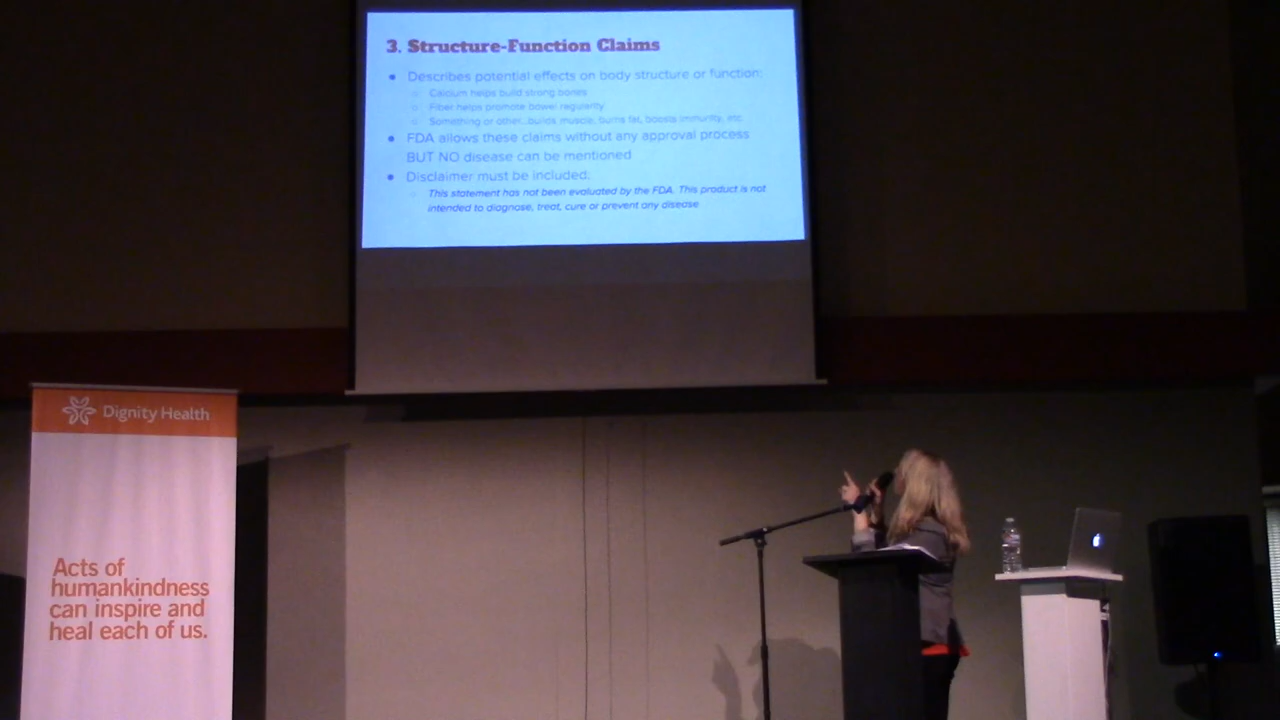 3. Structure-Function Claims
Describes potential effects on body structure or function:
Calcium helps build strong bones
Fiber helps promote bowel regularity
Something or other...builds muscle, burns fat, boosts immunity, etc.
FDA allows these claims without any approval process
BUT NO disease can be mentioned
Disclaimer must be included:
This statement has not been evaluated by the FDA. This product is not
intended to diagnose, treat, cure or prevent any disease
Dignity Health
Acts of
humankindness
can inspire and
heal each of us.